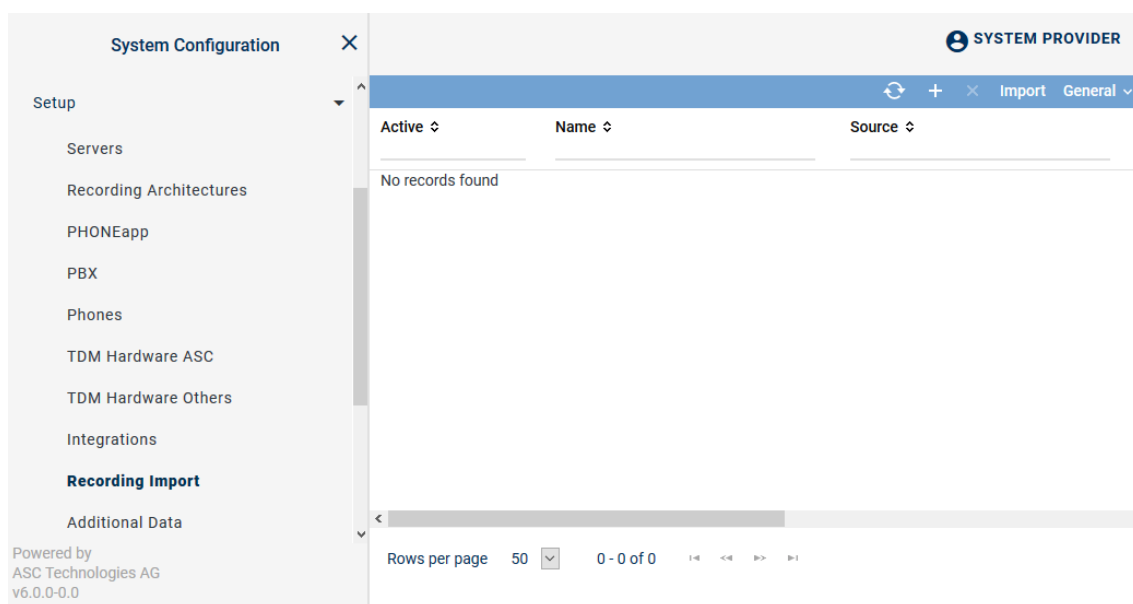 System Configuration
SYSTEM PROVIDER
Setup
Import General
Servers
Recording Architectures
PHONEapp
PBX
Phones
TDM Hardware ASC
TDM Hardware Others
Integrations
Recording Import
Additional Data
Powered by
ASC Technologies AG
v6.0.0-0.0
Active Name Source
No records found
Rows per page 50 0 - 0 of 0